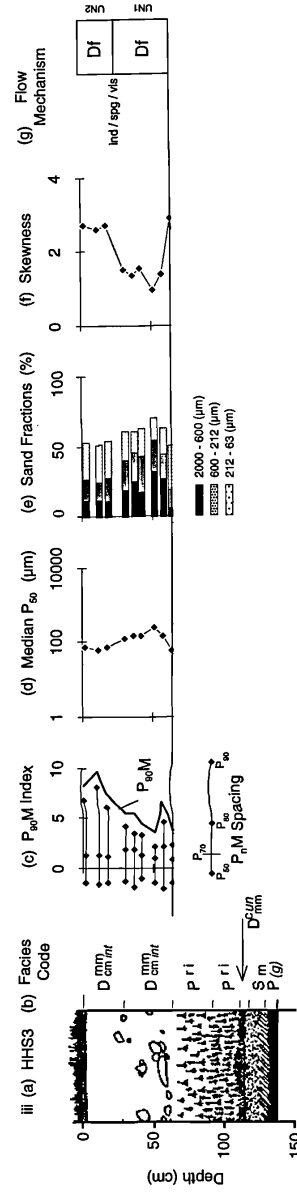 iii (a) HHS3
(b) Facies Code
(c) P₉₀M Index
(d) Median P₅₀ (μm)
(e) Sand Fractions (%)
(f) Skewness
(g) Flow Mechanism
0 5 10
1 100 10000
0 50 100
0 2 4
Depth (cm)
0
50
100
150
D mm cm int
D mm cm int
P ri
P ri
S m
P(g)
D cun mm
P₉₀M
P₅₀ P₇₀ P₈₀ P₉₀
PₙM Spacing
2000 - 600 (μm)
600 - 212 (μm)
212 - 63 (μm)
ind / spg / vis
Df
Df
UN2
UN1